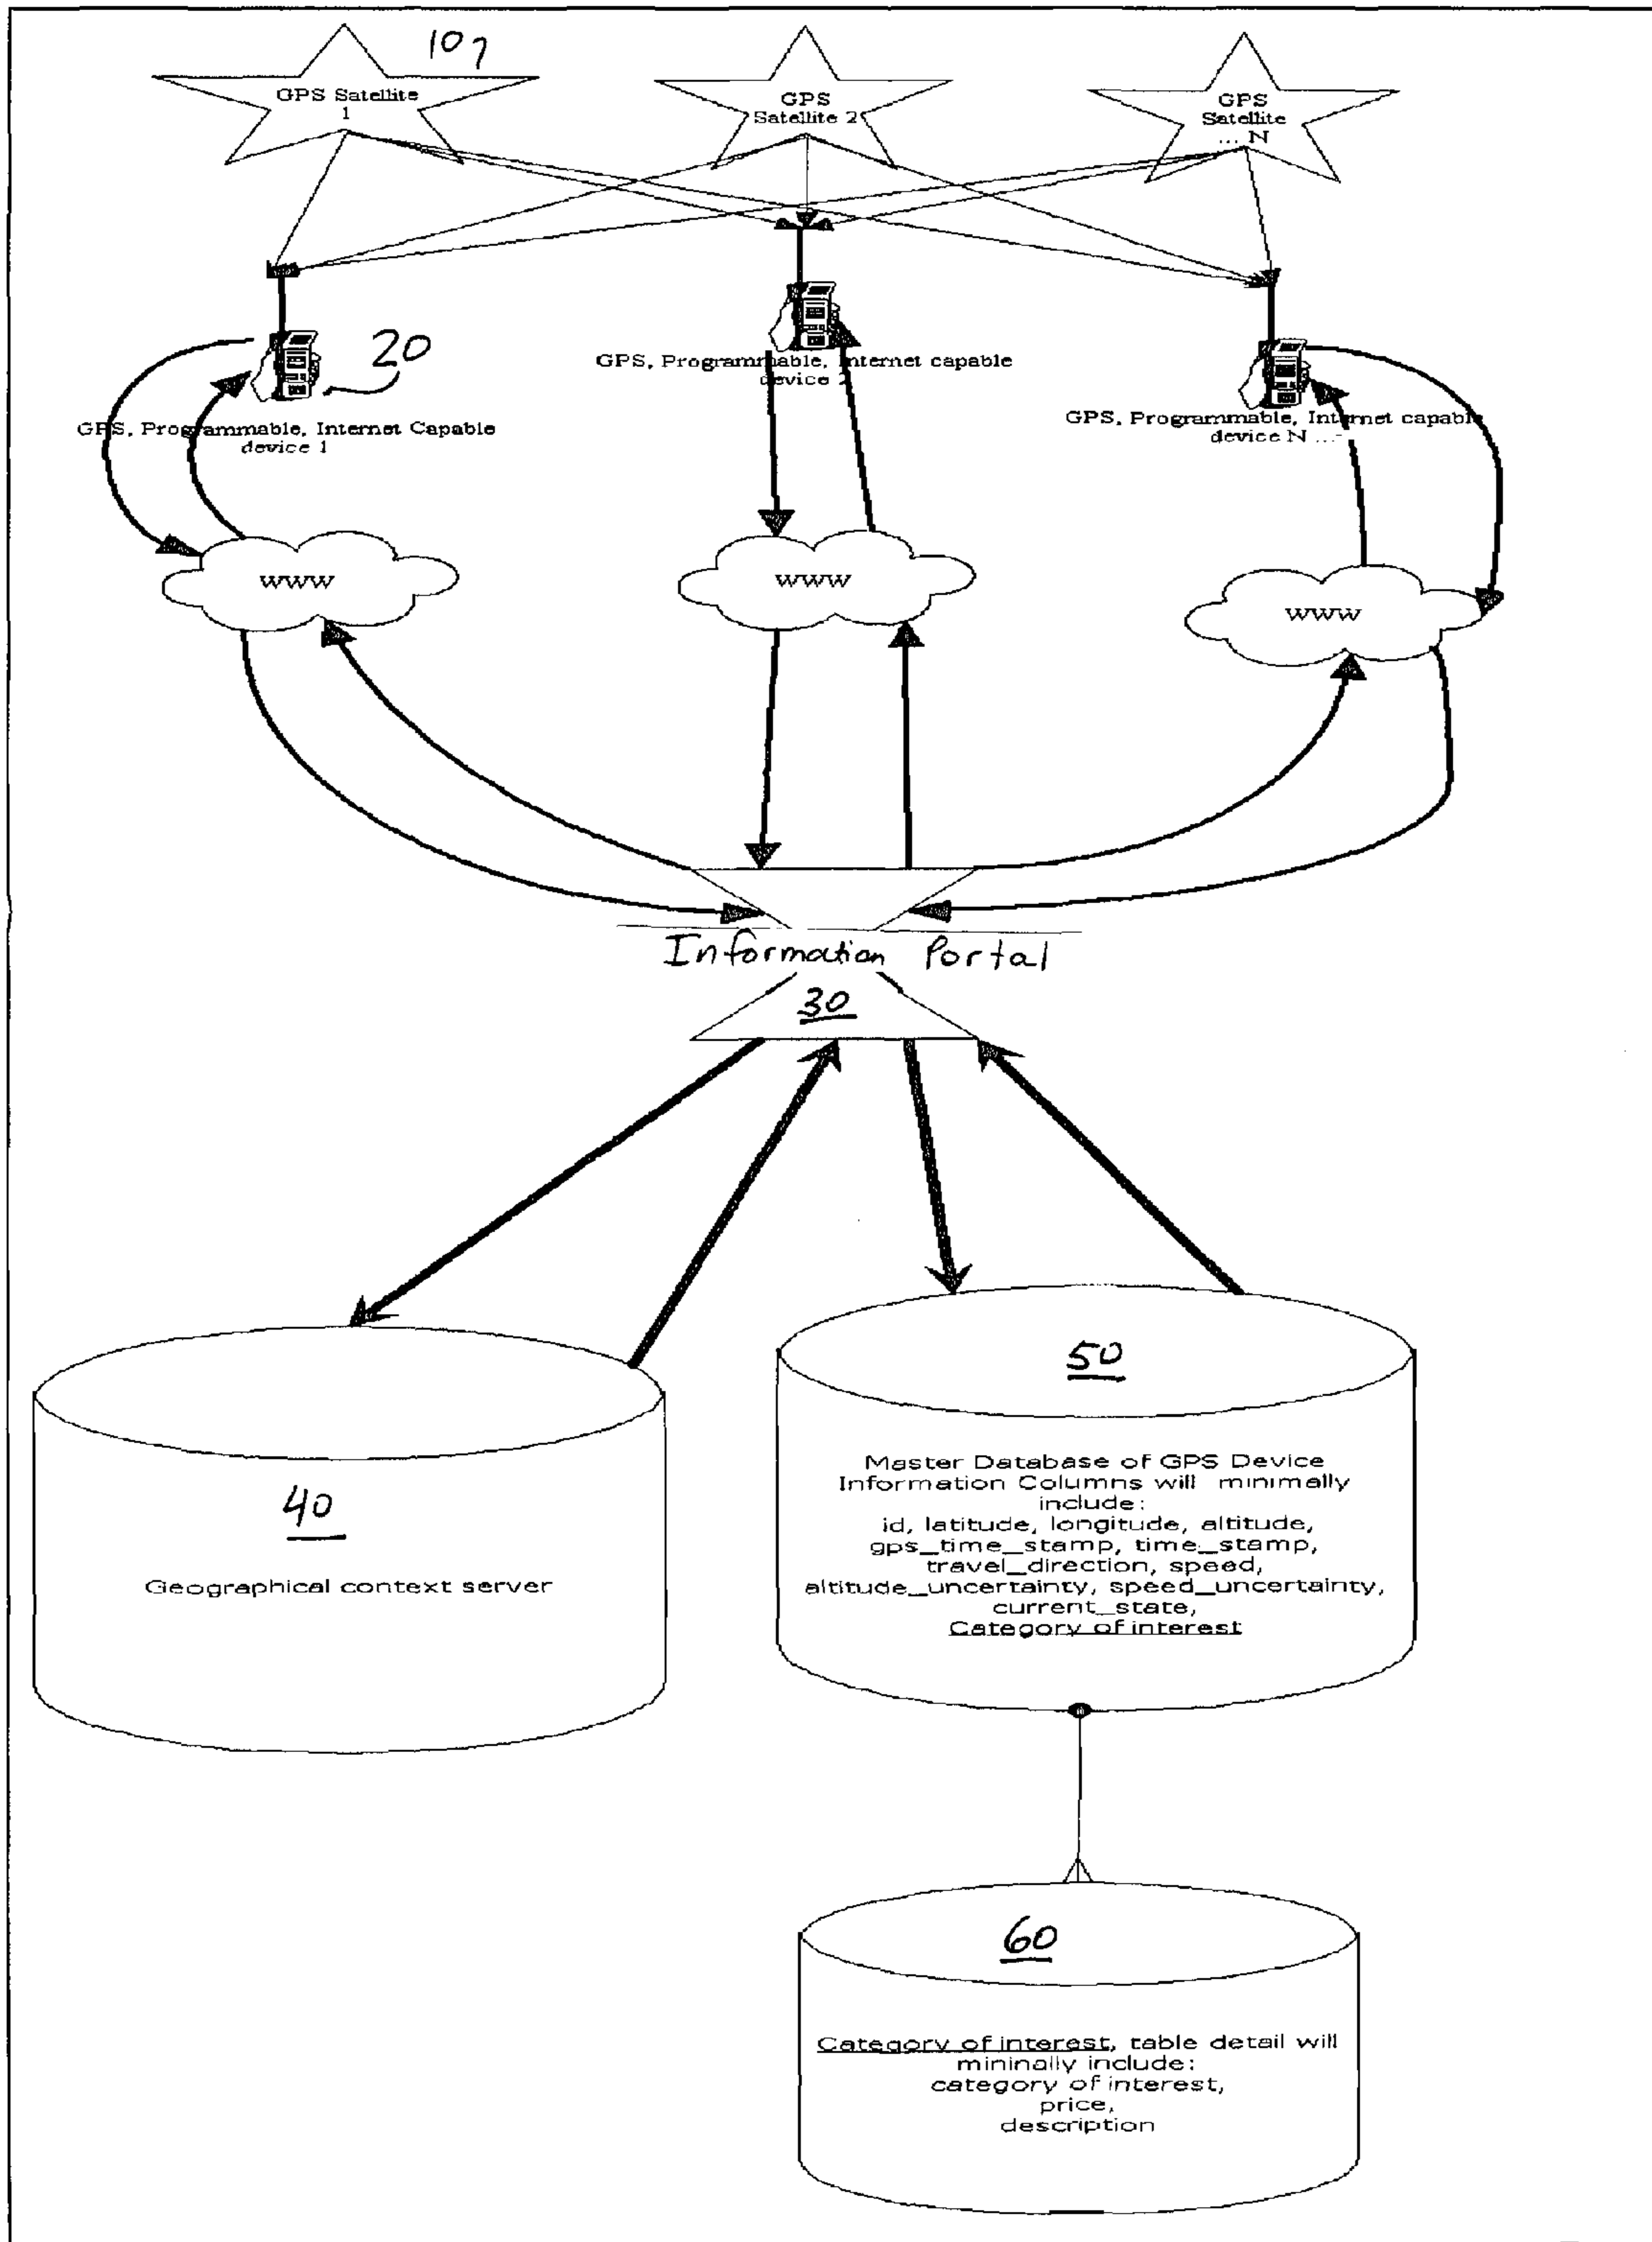 10
GPS Satellite
1
GPS
Satellite 2
GPS
Satellite
... N
20
GPS, Programmable, Internet Capable
device 1
GPS, Programmable, Internet capable
device 2
GPS, Programmable, Internet capable
device N ...
www
www
www
Information Portal
30
40
Geographical context server
50
Master Database of GPS Device
Information Columns will minimally
include:
id, latitude, longitude, altitude,
gps_time_stamp, time_stamp,
travel_direction, speed,
altitude_uncertainty, speed_uncertainty,
current_state,
Category of interest
60
Category of interest, table detail will
mininally include:
category of interest,
price,
description